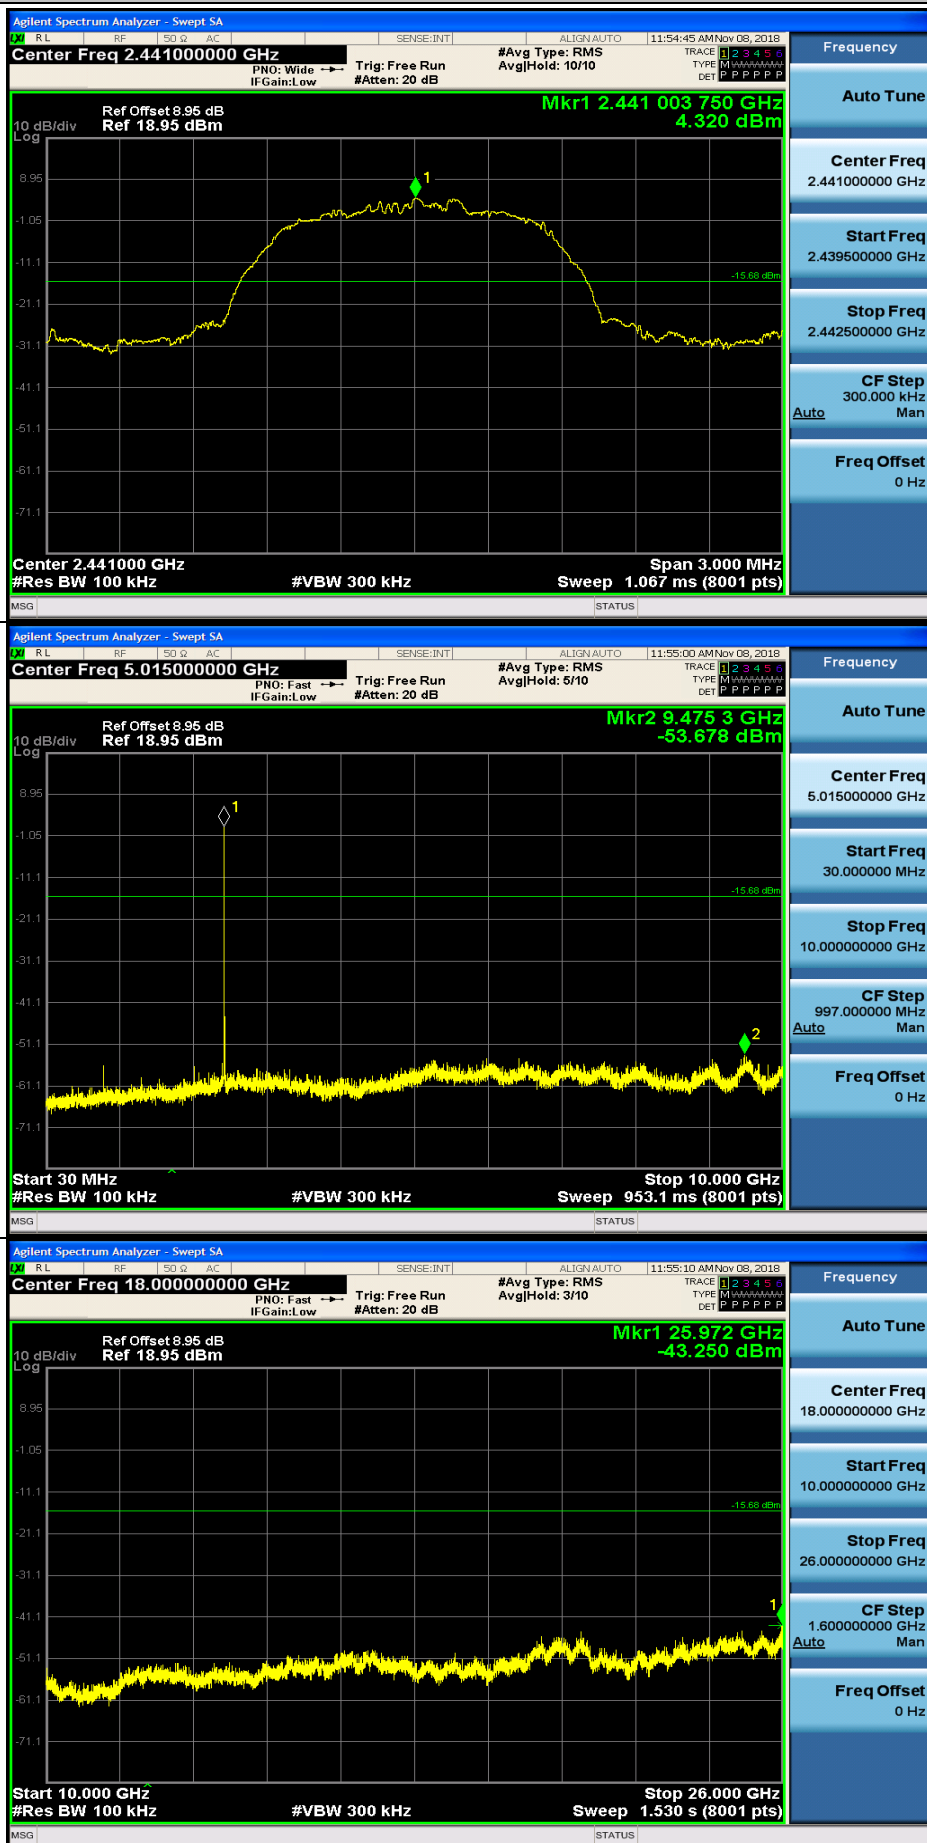 Agilent Spectrum Analyzer - Swept SA
LXI RL RF 50 Ω AC SENSE:INT ALIGN AUTO 11:54:45 AM Nov 08, 2018
Center Freq 2.441000000 GHz
PNO: Wide
IFGain:Low
Trig: Free Run
#Atten: 20 dB
#Avg Type: RMS
Avg|Hold: 10/10
TRACE 1 2 3 4 5 6
TYPE M WWWWW
DET P P P P P P
Frequency
Mkr1 2.441 003 750 GHz
4.320 dBm
Ref Offset 8.95 dB
10 dB/div Ref 18.95 dBm
Log
8.95
-1.05
-11.1
-21.1
-31.1
-41.1
-51.1
-61.1
-71.1
1
-15.68 dBm
Center 2.441000 GHz Span 3.000 MHz
#Res BW 100 kHz #VBW 300 kHz Sweep 1.067 ms (8001 pts)
MSG STATUS
Auto Tune
Center Freq
2.441000000 GHz
Start Freq
2.439500000 GHz
Stop Freq
2.442500000 GHz
CF Step
300.000 kHz
Auto Man
Freq Offset
0 Hz
Agilent Spectrum Analyzer - Swept SA
LXI RL RF 50 Ω AC SENSE:INT ALIGN AUTO 11:55:00 AM Nov 08, 2018
Center Freq 5.015000000 GHz
PNO: Fast
IFGain:Low
Trig: Free Run
#Atten: 20 dB
#Avg Type: RMS
Avg|Hold: 5/10
TRACE 1 2 3 4 5 6
TYPE M WWWWW
DET P P P P P P
Frequency
Mkr2 9.475 3 GHz
-53.678 dBm
Ref Offset 8.95 dB
10 dB/div Ref 18.95 dBm
Log
8.95
-1.05
-11.1
-21.1
-31.1
-41.1
-51.1
-61.1
-71.1
1
-15.68 dBm
2
Start 30 MHz Stop 10.000 GHz
#Res BW 100 kHz #VBW 300 kHz Sweep 953.1 ms (8001 pts)
MSG STATUS
Auto Tune
Center Freq
5.015000000 GHz
Start Freq
30.000000 MHz
Stop Freq
10.000000000 GHz
CF Step
997.000000 MHz
Auto Man
Freq Offset
0 Hz
Agilent Spectrum Analyzer - Swept SA
LXI RL RF 50 Ω AC SENSE:INT ALIGN AUTO 11:55:10 AM Nov 08, 2018
Center Freq 18.000000000 GHz
PNO: Fast
IFGain:Low
Trig: Free Run
#Atten: 20 dB
#Avg Type: RMS
Avg|Hold: 3/10
TRACE 1 2 3 4 5 6
TYPE M WWWWW
DET P P P P P P
Frequency
Mkr1 25.972 GHz
-43.250 dBm
Ref Offset 8.95 dB
10 dB/div Ref 18.95 dBm
Log
8.95
-1.05
-11.1
-21.1
-31.1
-41.1
-51.1
-61.1
-71.1
-15.68 dBm
1
Start 10.000 GHz Stop 26.000 GHz
#Res BW 100 kHz #VBW 300 kHz Sweep 1.530 s (8001 pts)
MSG STATUS
Auto Tune
Center Freq
18.000000000 GHz
Start Freq
10.000000000 GHz
Stop Freq
26.000000000 GHz
CF Step
1.600000000 GHz
Auto Man
Freq Offset
0 Hz